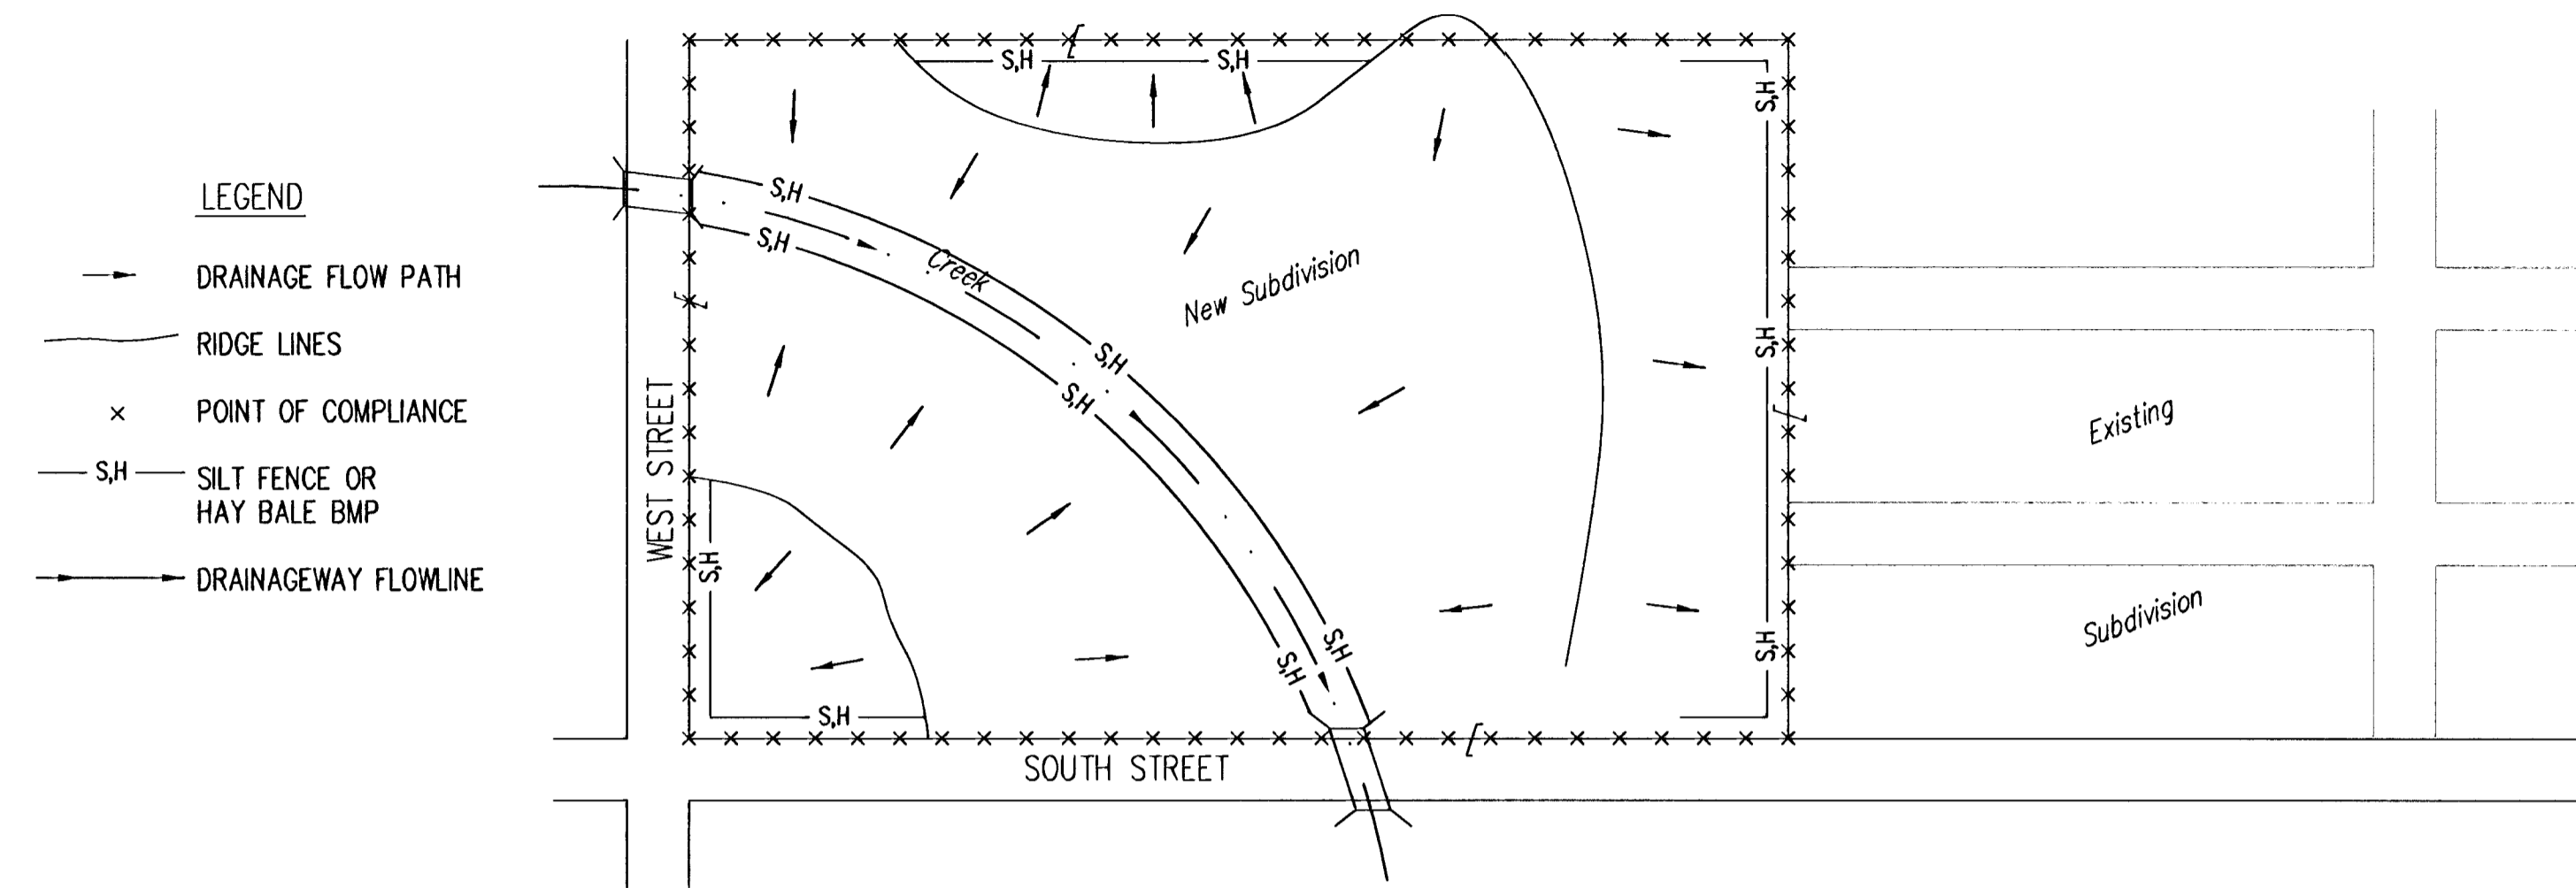 LEGEND
DRAINAGE FLOW PATH
RIDGE LINES
× POINT OF COMPLIANCE
S,H SILT FENCE OR
HAY BALE BMP
DRAINAGEWAY FLOWLINE
S,H
S,H
S,H
S,H
S,H
Creek
New Subdivision
S,H
S,H
S,H
WEST STREET
Existing
S,H
Subdivision
S,H
S,H
S,H
S,H
SOUTH STREET